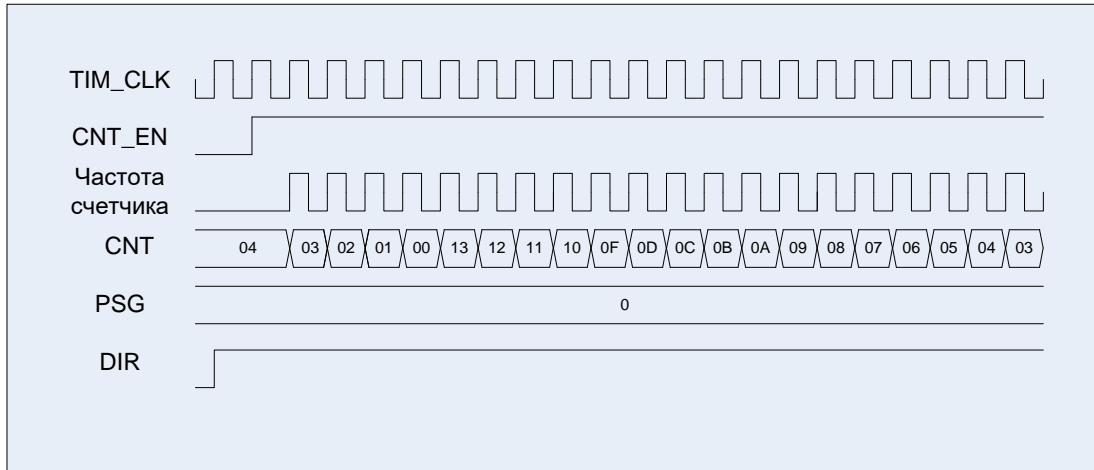 TIM_CLK
CNT_EN
Частота
счетчика
CNT 04 03 02 01 00 13 12 11 10 0F 0D 0C 0B 0A 09 08 07 06 05 04 03
PSG 0
DIR